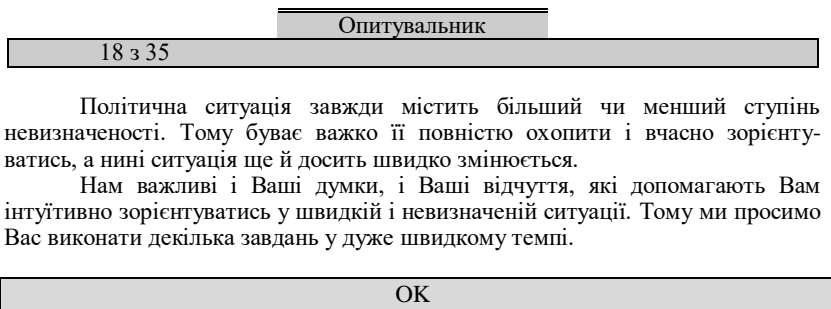 Опитувальник
18 з 35
Політична ситуація завжди містить більший чи менший ступінь
невизначеності. Тому буває важко її повністю охопити і вчасно зорієнту-
ватись, а нині ситуація ще й досить швидко змінюється.
Нам важливі і Ваші думки, і Ваші відчуття, які допомагають Вам
інтуїтивно зорієнтуватись у швидкій і невизначеній ситуації. Тому ми просимо
Вас виконати декілька завдань у дуже швидкому темпі.
OK